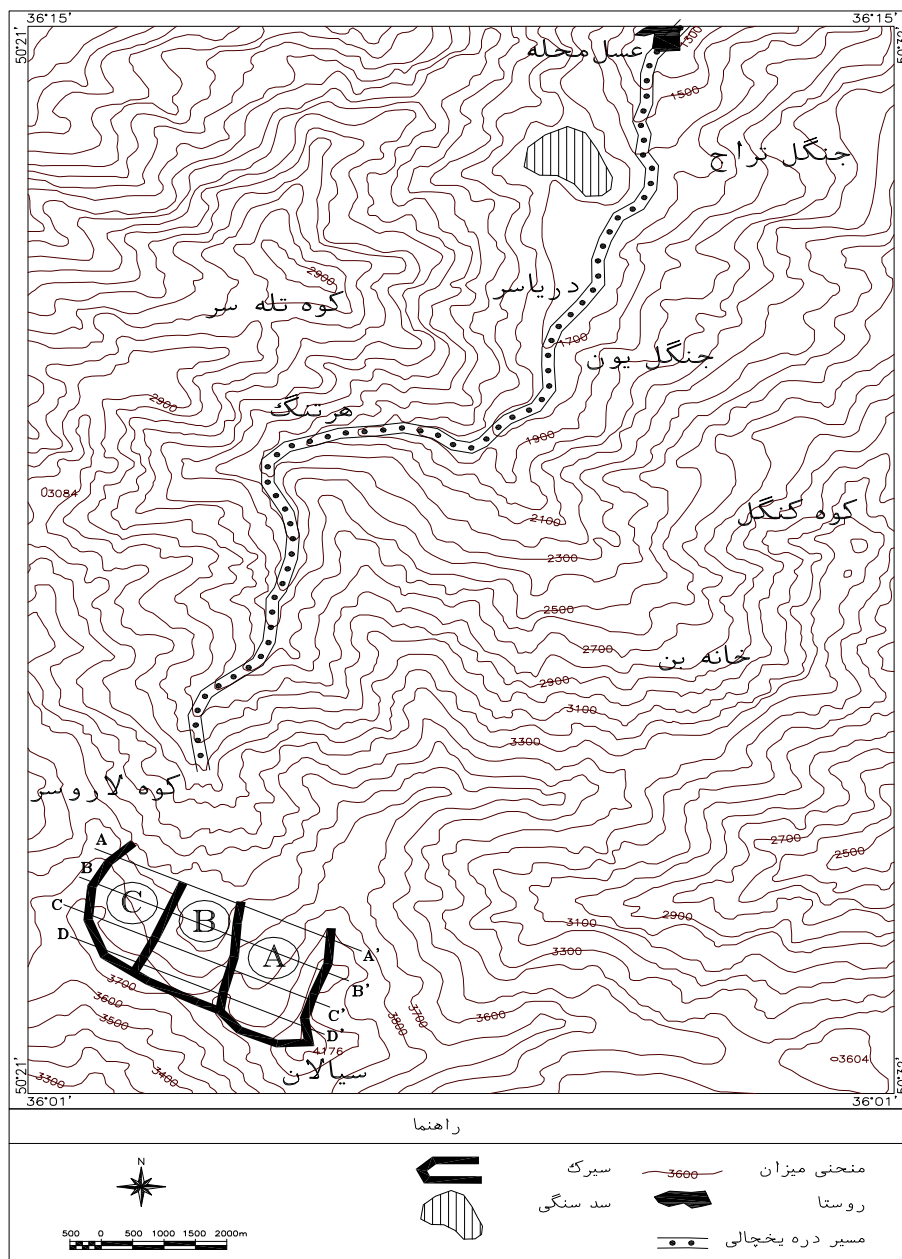 36°15'
36°15'
50°21'
50°32'
عسل محله
1300
1500
جنگل تراج
2900
کوه تله سر
دریاسر
1700
جنگل یون
2900
هرتنگ
1900
3084
2100
کوه کنگل
2300
2500
2700
خانه بن
2900
3100
3300
کوه لاروسر
2700
2500
A
B
C
D
C
B
A
2900
3100
3300
A'
B'
C'
D'
3700
3600
3500
3400
3300
3800
3700
3600
4176
3604
سیالان
50°21'
50°32'
36°01'
36°01'
راهنما
N
500 0 500 1000 1500 2000m
سیرک
سد سنگی
3600
منحنی میزان
روستا
مسیر دره یخچالی